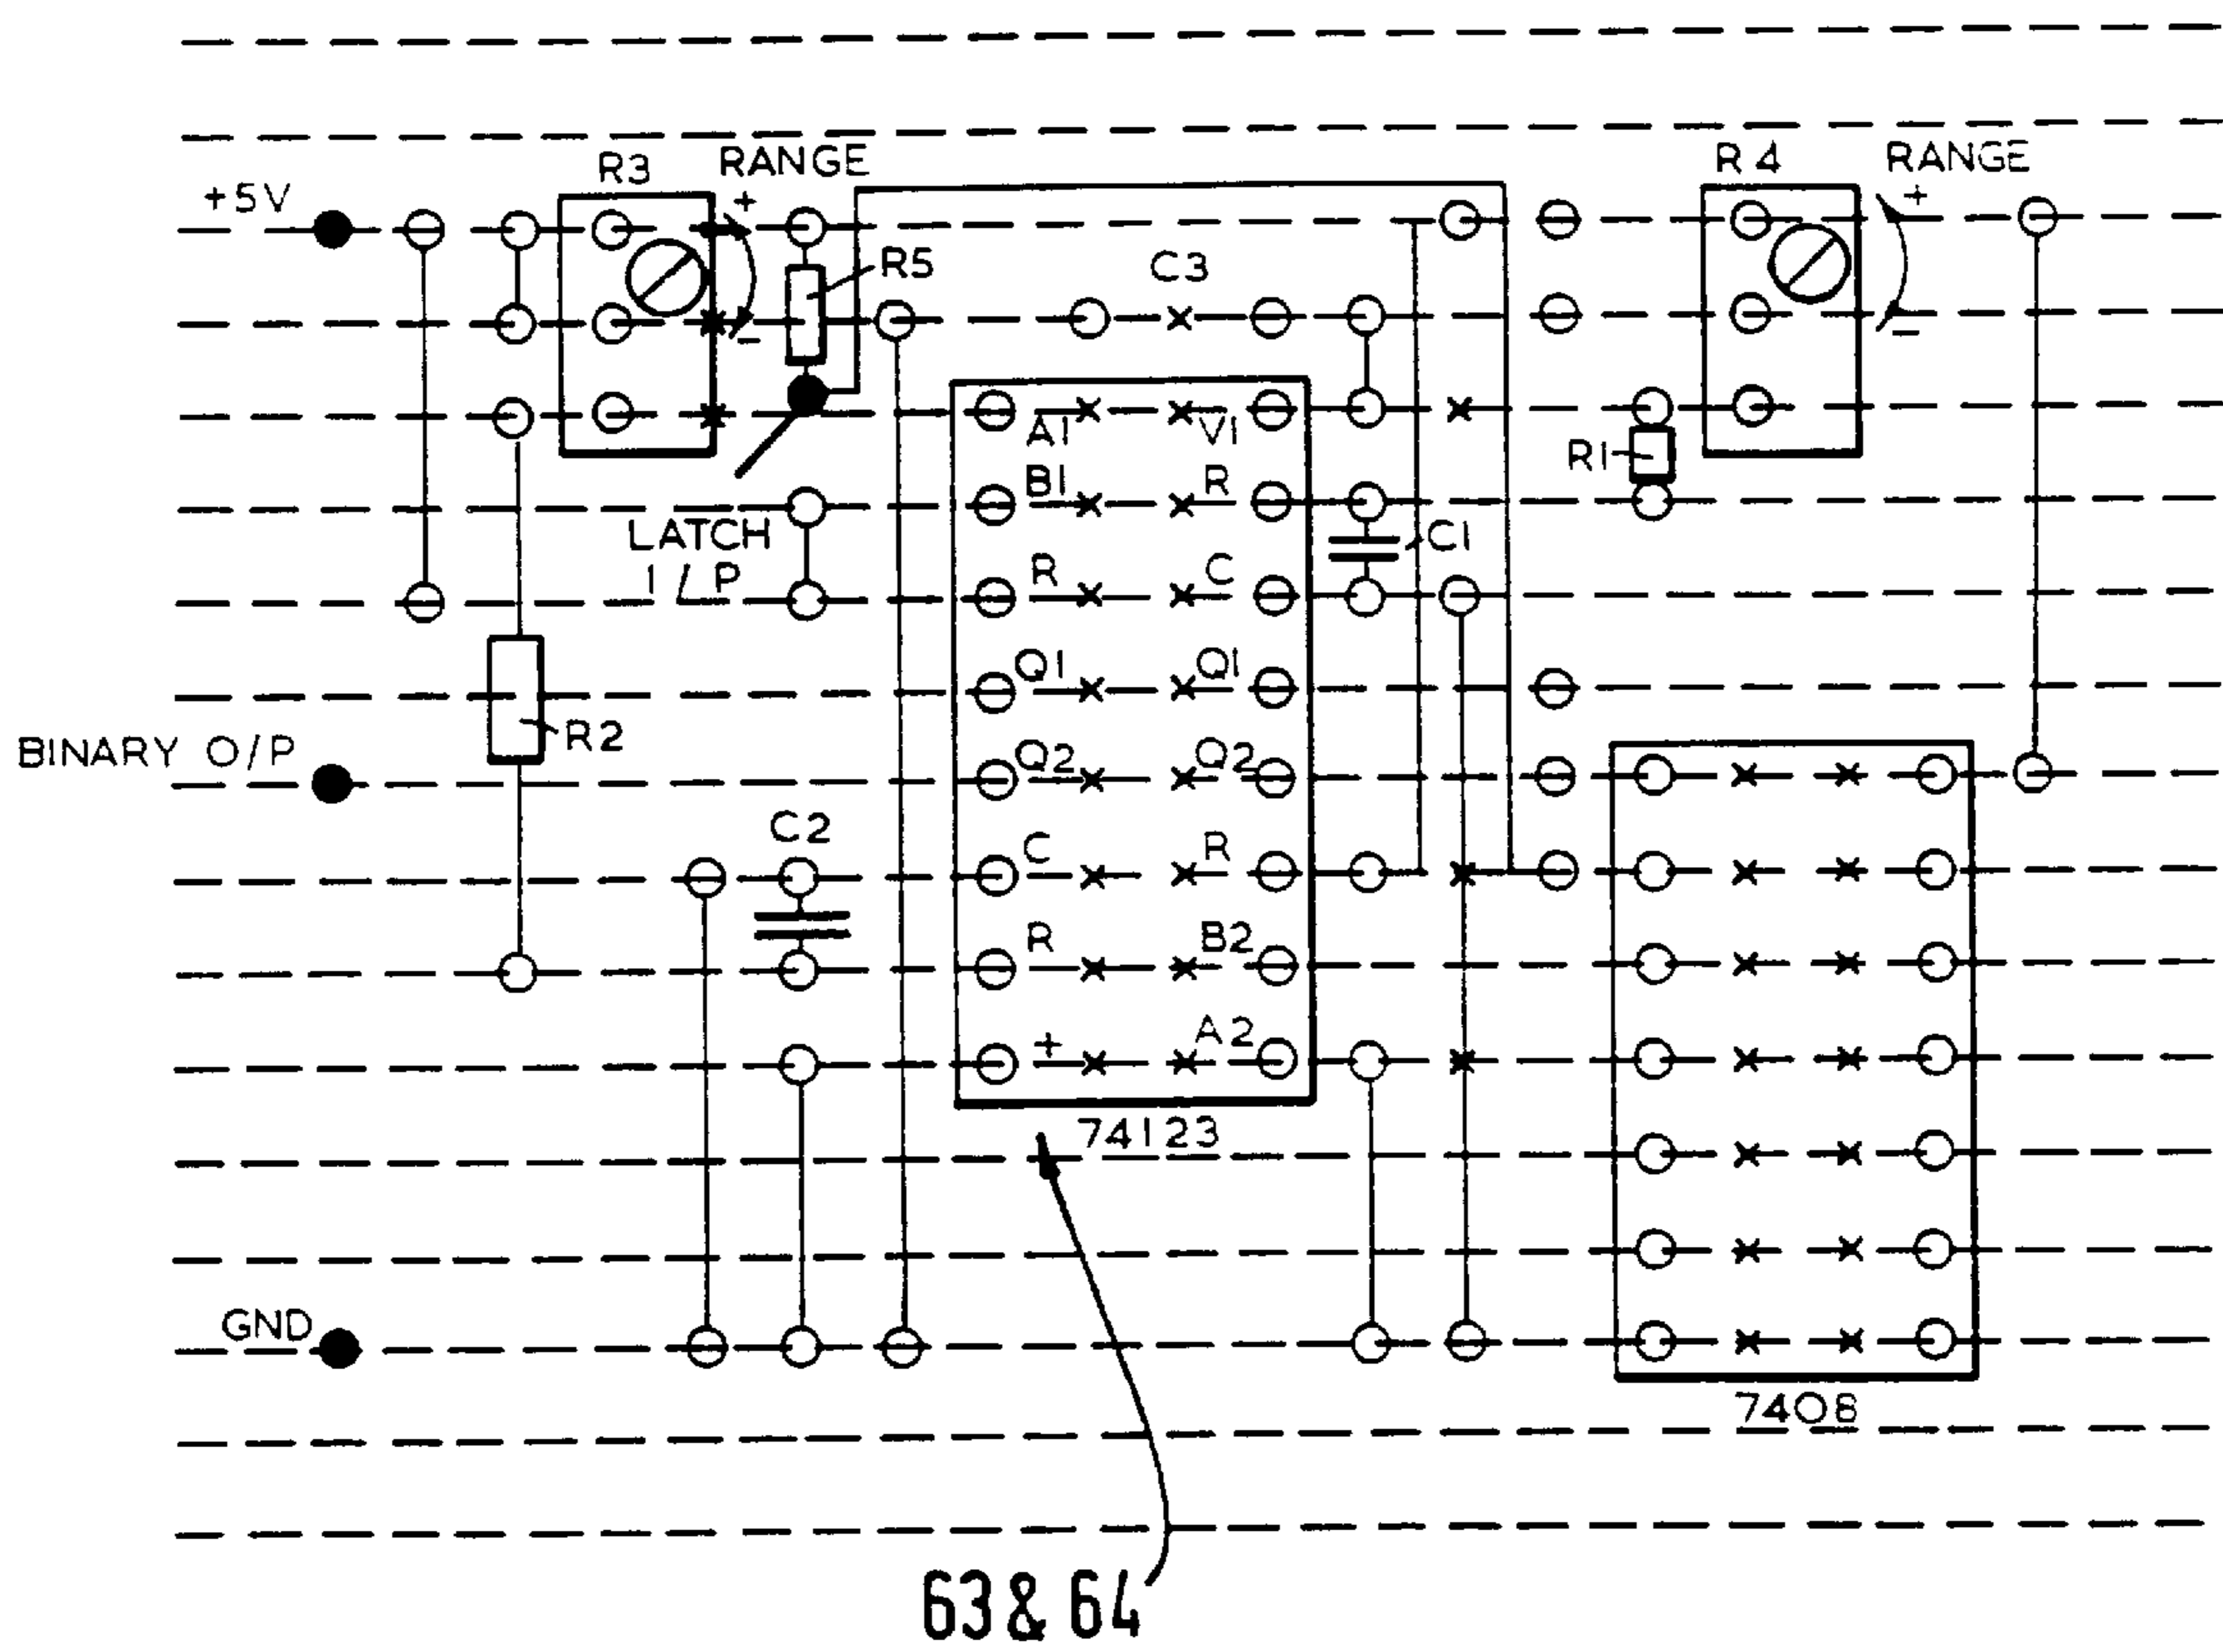 R3
RANGE
R4
RANGE
+5V
+
+
R5
C3
–
–
A1
V1
R1
B1
R
LATCH
I/P
C1
R
C
Q1
Q1
R2
BINARY O/P
Q2
Q2
C2
C
R
R
B2
+
A2
74123
GND
7408
63 & 64